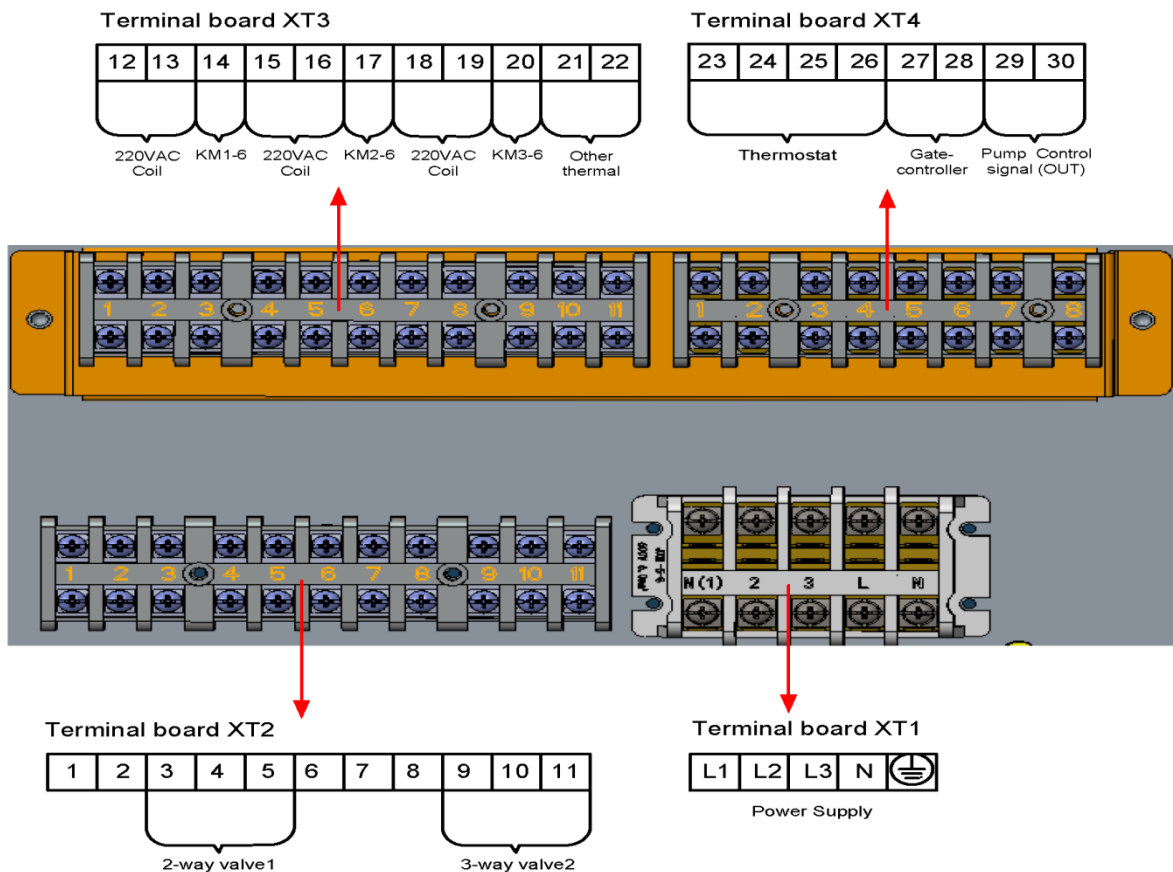 Terminal board XT3
12 13 14 15 16 17 18 19 20 21 22
220VAC Coil
KM1-6
220VAC Coil
KM2-6
220VAC Coil
KM3-6
Other thermal
Terminal board XT4
23 24 25 26 27 28 29 30
Thermostat
Gate-
controller
Pump Control
signal (OUT)
1 2 3 4 5 6 7 8 9 10 11
1 2 3 4 5 6 7 8
1 2 3 4 5 6 7 8 9 10 11
N(1) 2 3 L N
Terminal board XT2
1 2 3 4 5 6 7 8 9 10 11
2-way valve1
3-way valve2
Terminal board XT1
L1 L2 L3 N
Power Supply